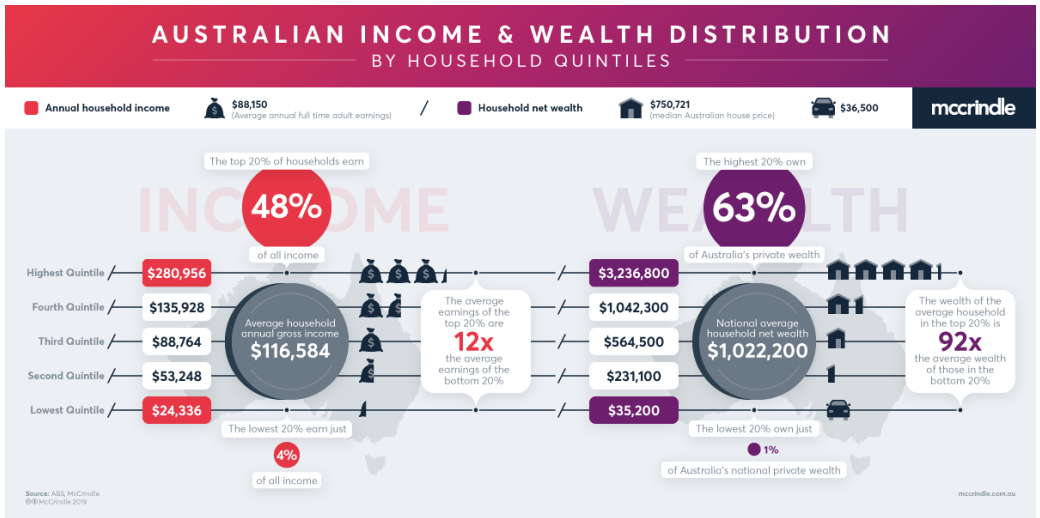 AUSTRALIAN INCOME & WEALTH DISTRIBUTION
BY HOUSEHOLD QUINTILES
Annual household income
$88,150
(Average annual full time adult earnings)
/
Household net wealth
$750,721
(median Australian house price)
$36,500
mccrindle
INCOME
The top 20% of households earn
48%
of all income
WEALTH
The highest 20% own
63%
of Australia's private wealth
Highest Quintile
$280,956
$3,236,800
Fourth Quintile
$135,928
$1,042,300
Third Quintile
$88,764
$564,500
Second Quintile
$53,248
$231,100
Lowest Quintile
$24,336
$35,200
Average household
annual gross income
$116,584
The average
earnings of the
top 20% are
12x
the average
earnings of the
bottom 20%
National average
household net wealth
$1,022,200
The wealth of the
average household
in the top 20% is
92x
the average wealth
of those in the
bottom 20%
The lowest 20% earn just
4%
of all income
The lowest 20% own just
1%
of Australia's national private wealth
Source: ABS, McCrindle
McCrindle 2019
mccrindle.com.au